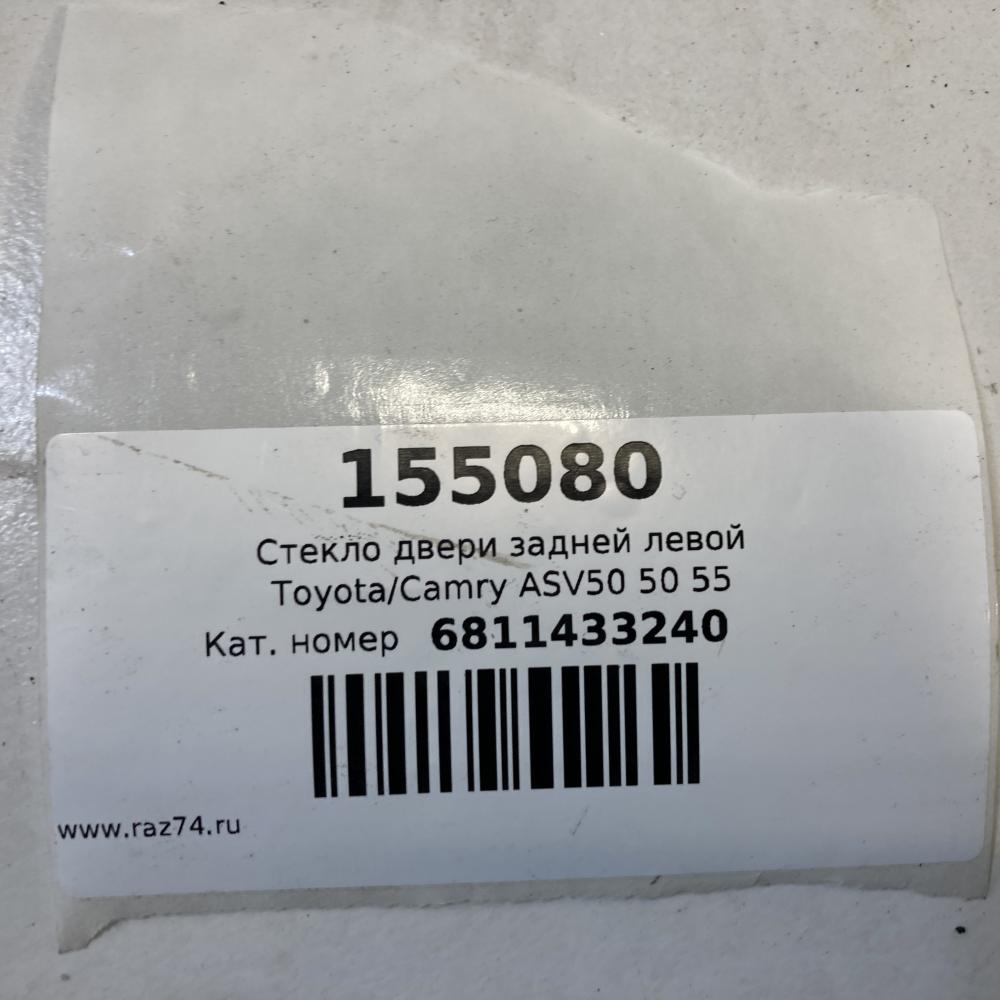 155080
Стекло двери задней левой
Toyota/Camry ASV50 50 55
Кат. номер 6811433240
www.raz74.ru